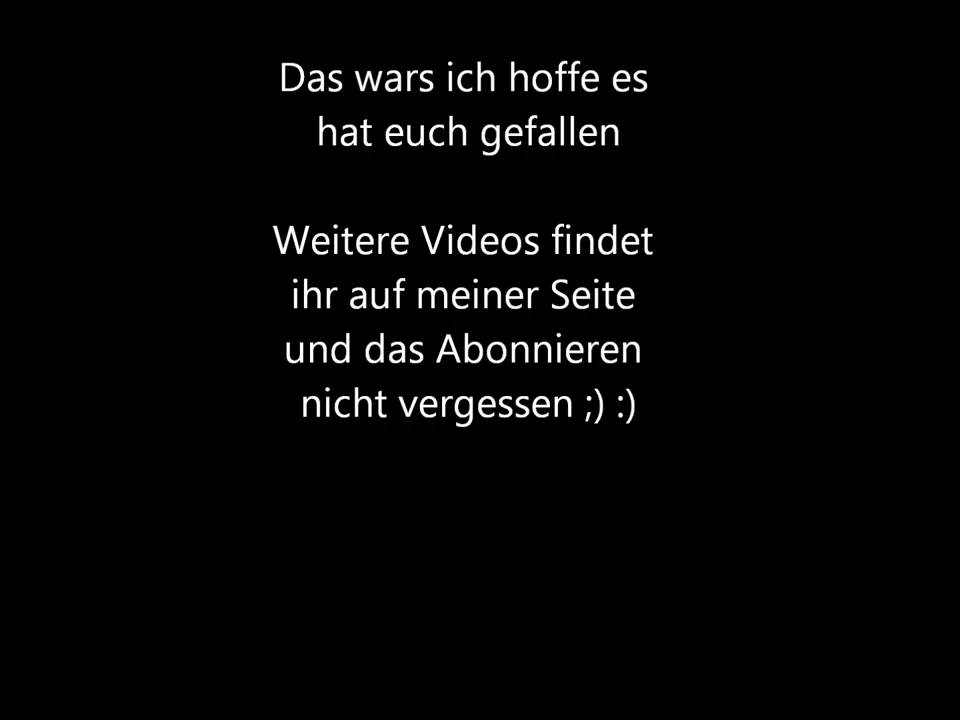 Das wars ich hoffe es
hat euch gefallen
Weitere Videos findet
ihr auf meiner Seite
und das Abonnieren
nicht vergessen ;) :)